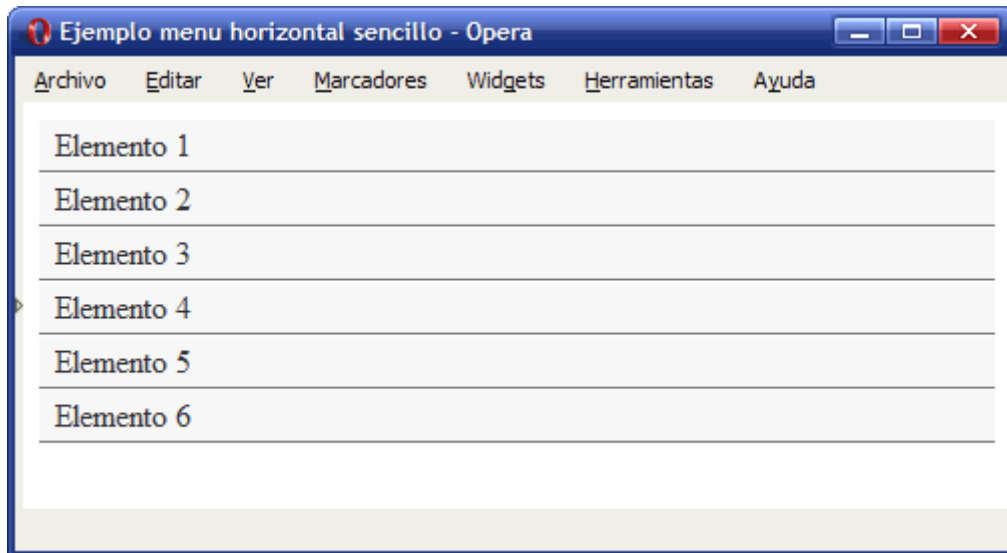 Ejemplo menu horizontal sencillo - Opera
Archivo Editar Ver Marcadores Widgets Herramientas Ayuda
Elemento 1
Elemento 2
Elemento 3
Elemento 4
Elemento 5
Elemento 6